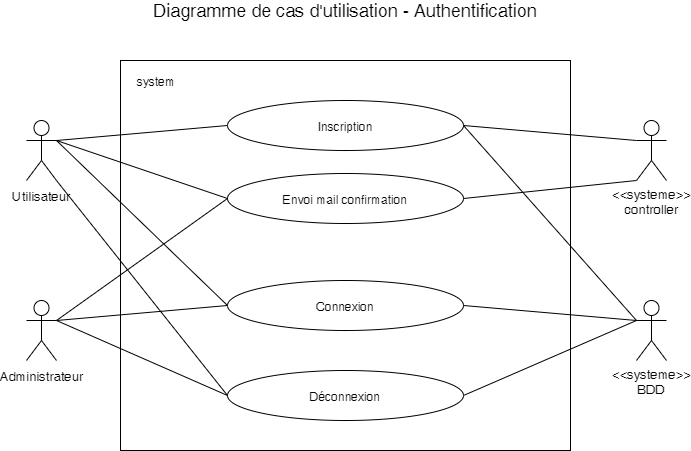 Diagramme de cas d'utilisation - Authentification
system
Inscription
Utilisateur
Envoi mail confirmation
<<systeme>>
controller
Connexion
Administrateur
<<systeme>>
BDD
Déconnexion